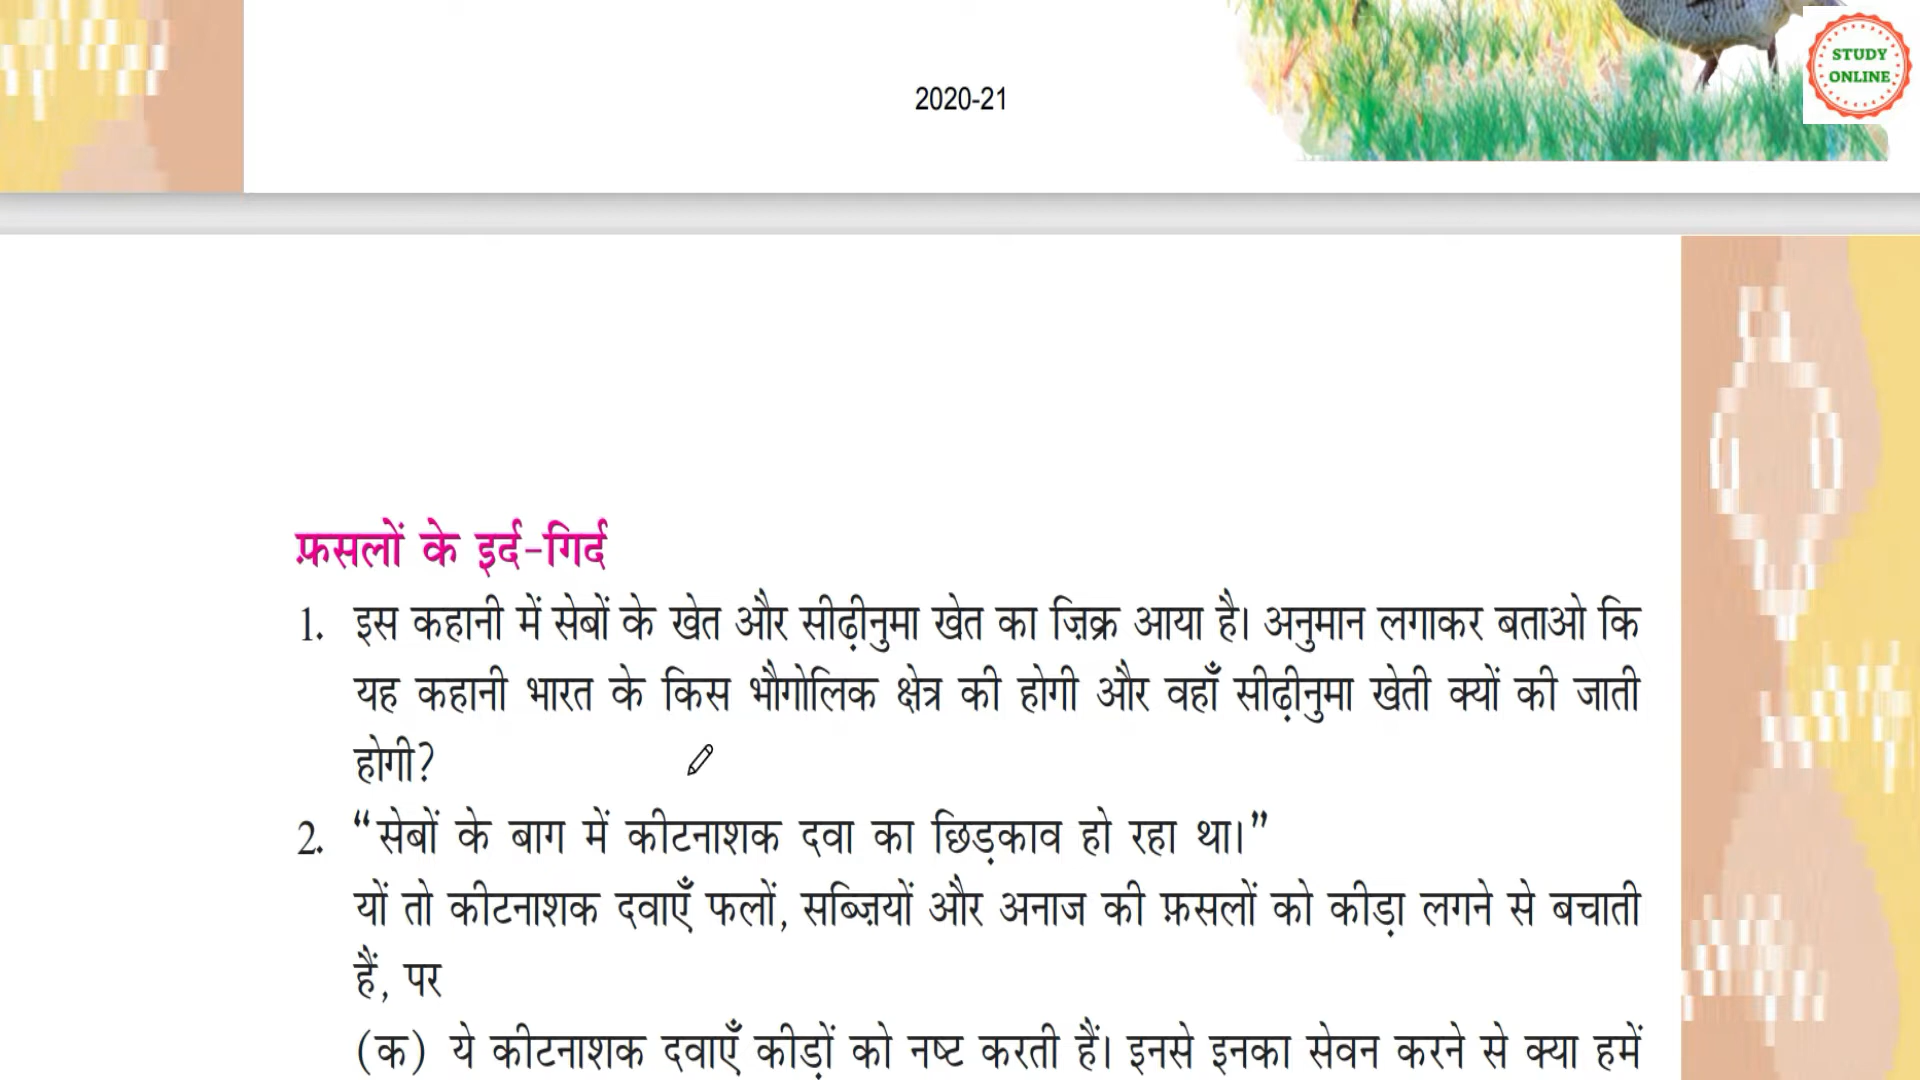 STUDY
ONLINE
2020-21
फ़सलों के इर्द-गिर्द
1. इस कहानी में सेबों के खेत और सीढ़ीनुमा खेत का ज़िक्र आया है। अनुमान लगाकर बताओ कि
यह कहानी भारत के किस भौगोलिक क्षेत्र की होगी और वहाँ सीढ़ीनुमा खेती क्यों की जाती
होगी?
2. “सेबों के बाग में कीटनाशक दवा का छिड़काव हो रहा था।”
यों तो कीटनाशक दवाएँ फलों, सब्ज़ियों और अनाज की फ़सलों को कीड़ा लगने से बचाती
हैं, पर
(क) ये कीटनाशक दवाएँ कीड़ों को नष्ट करती हैं। इनसे इनका सेवन करने से क्या हमें